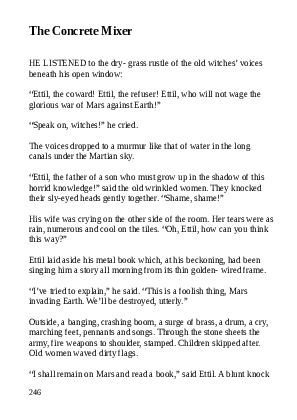 The Concrete Mixer
HE LISTENED to the dry- grass rustle of the old witches' voices
beneath his open window:
"Ettil, the coward! Ettil, the refuser! Ettil, who will not wage the
glorious war of Mars against Earth!"
"Speak on, witches!" he cried.
The voices dropped to a murmur like that of water in the long
canals under the Martian sky.
"Ettil, the father of a son who must grow up in the shadow of this
horrid knowledge!" said the old wrinkled women. They knocked
their sly-eyed heads gently together. "Shame, shame!"
His wife was crying on the other side of the room. Her tears were as
rain, numerous and cool on the tiles. "Oh, Ettil, how can you think
this way?"
Ettil laid aside his metal book which, at his beckoning, had been
singing him a story all morning from its thin golden- wired frame.
"I've tried to explain," he said. "This is a foolish thing, Mars
invading Earth. We'll be destroyed, utterly."
Outside, a banging, crashing boom, a surge of brass, a drum, a cry,
marching feet, pennants and songs. Through the stone sheets the
army, fire weapons to shoulder, stamped. Children skipped after.
Old women waved dirty flags.
"I shall remain on Mars and read a book," said Ettil. A blunt knock
246